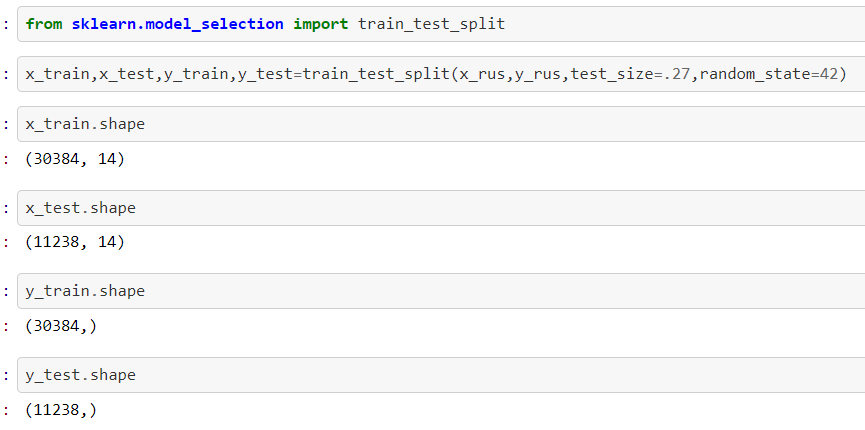 : from sklearn.model_selection import train_test_split
: x_train,x_test,y_train,y_test=train_test_split(x_rus,y_rus,test_size=.27,random_state=42)
: x_train.shape
: (30384, 14)
: x_test.shape
: (11238, 14)
: y_train.shape
: (30384,)
: y_test.shape
: (11238,)